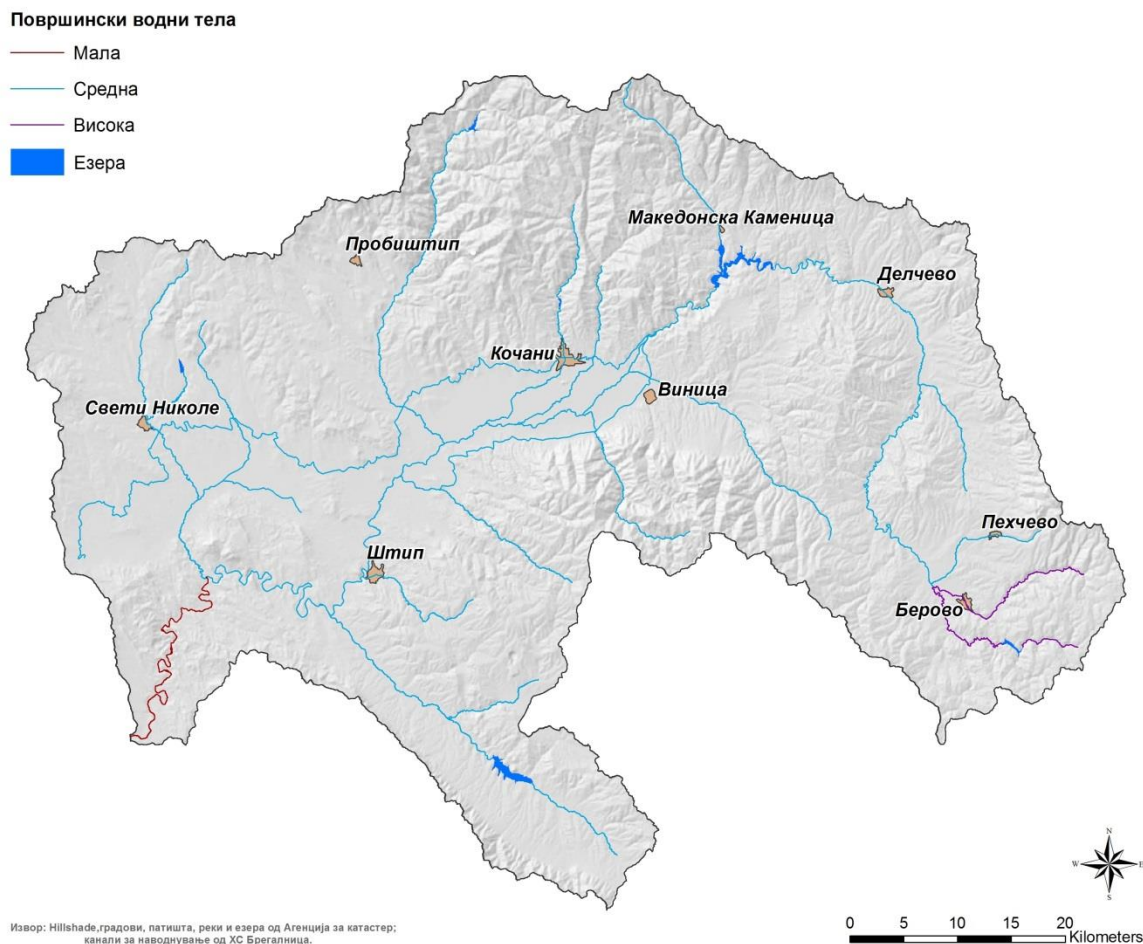 Површински водни тела
Мала
Средна
Висока
Езера
Македонска Каменица
Пробиштип
Делчево
Кочани
Виница
Свети Николе
Пехчево
Штип
Берово
N
W E
S
0 5 10 15 20
Kilometers
Извор: Hillshade,градови, патишта, реки и езера од Агенција за катастер;
канали за наводнување од ХС Брегалница.